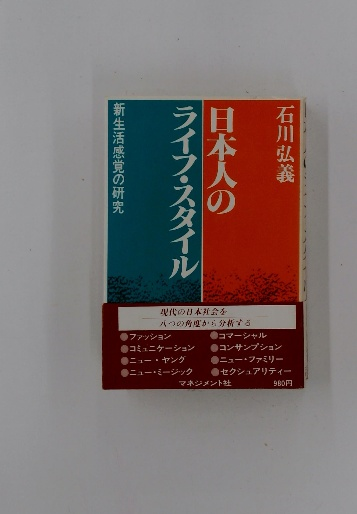 石川弘義
日本人の
ライフ・スタイル
新生活感覚の研究
現代の日本社会を
八つの角度から分析する
●ファッション
●コミュニケーション
●ニュー・ヤング
●ニュー・ミージック
●コマーシャル
●コンサンプション
●ニュー・ファミリー
●セクシュアリティー
マネジメント社
980円